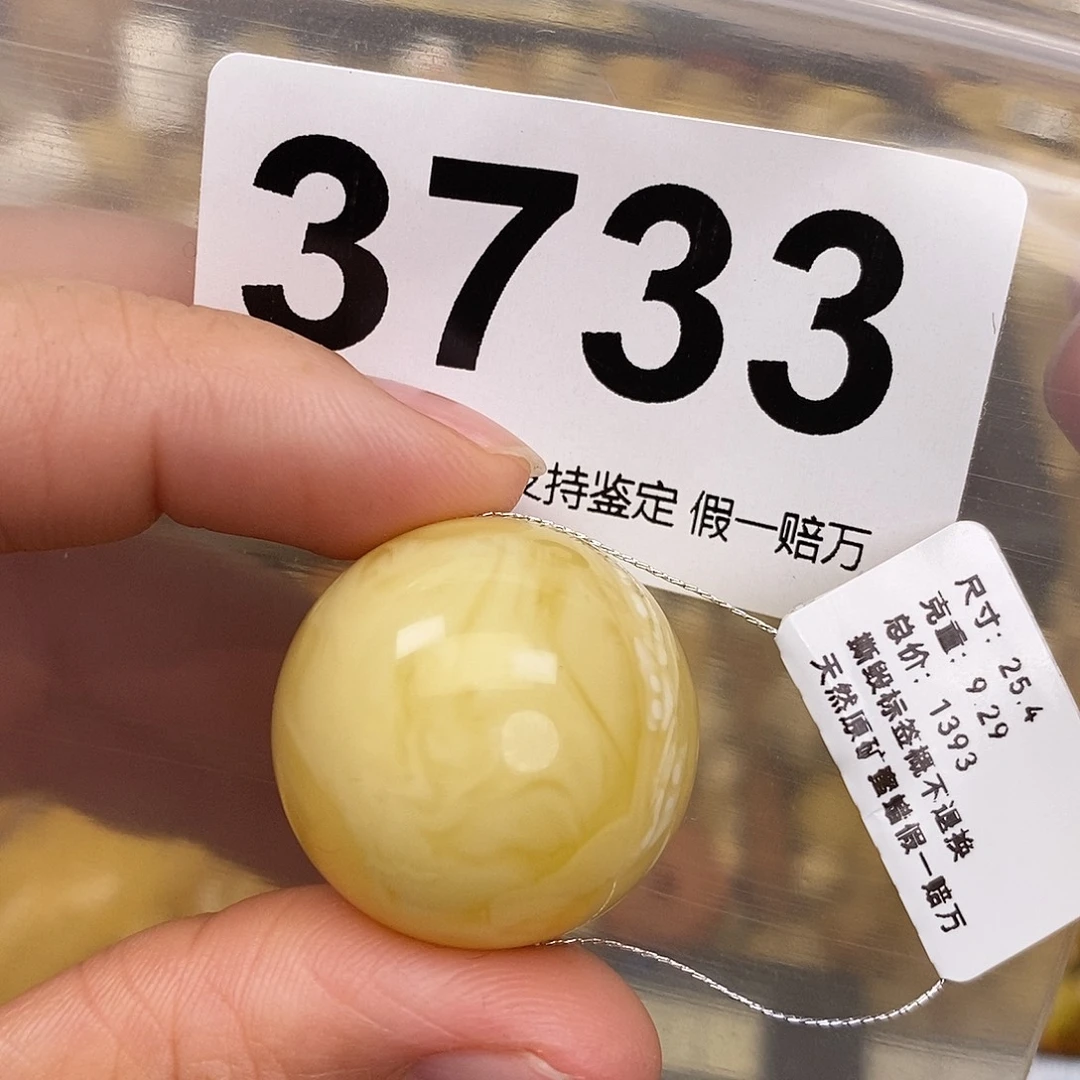 3733
支持鉴定 假一赔万
尺寸: 25.4
克重: 9.29
总价: 1393
撕毁标签概不退换
天然原矿蜜蜡假一赔万